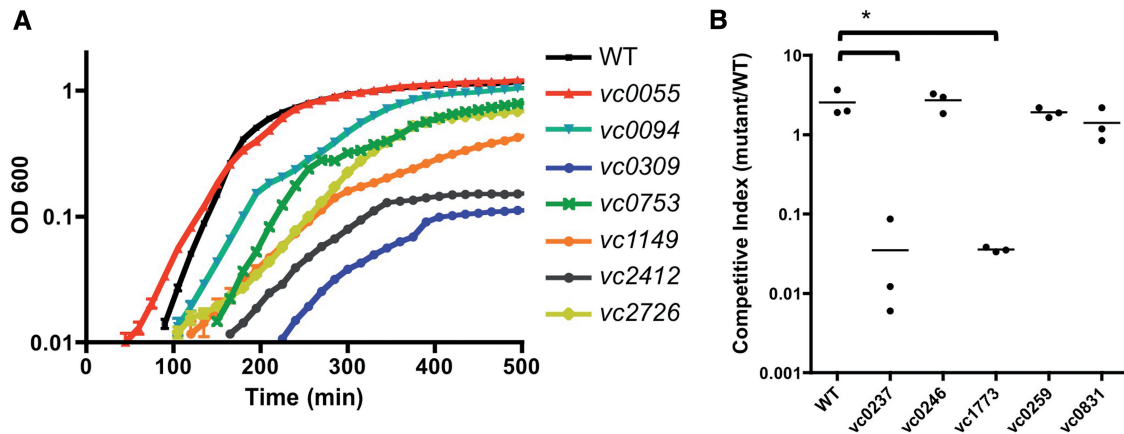 A
OD 600
1
0.1
0.01
0
100
200
300
400
500
Time (min)
WT
vc0055
vc0094
vc0309
vc0753
vc1149
vc2412
vc2726
B
*
Competitive Index (mutant/WT)
10
1
0.1
0.01
0.001
WT
vc0237
vc0246
vc1773
vc0259
vc0831